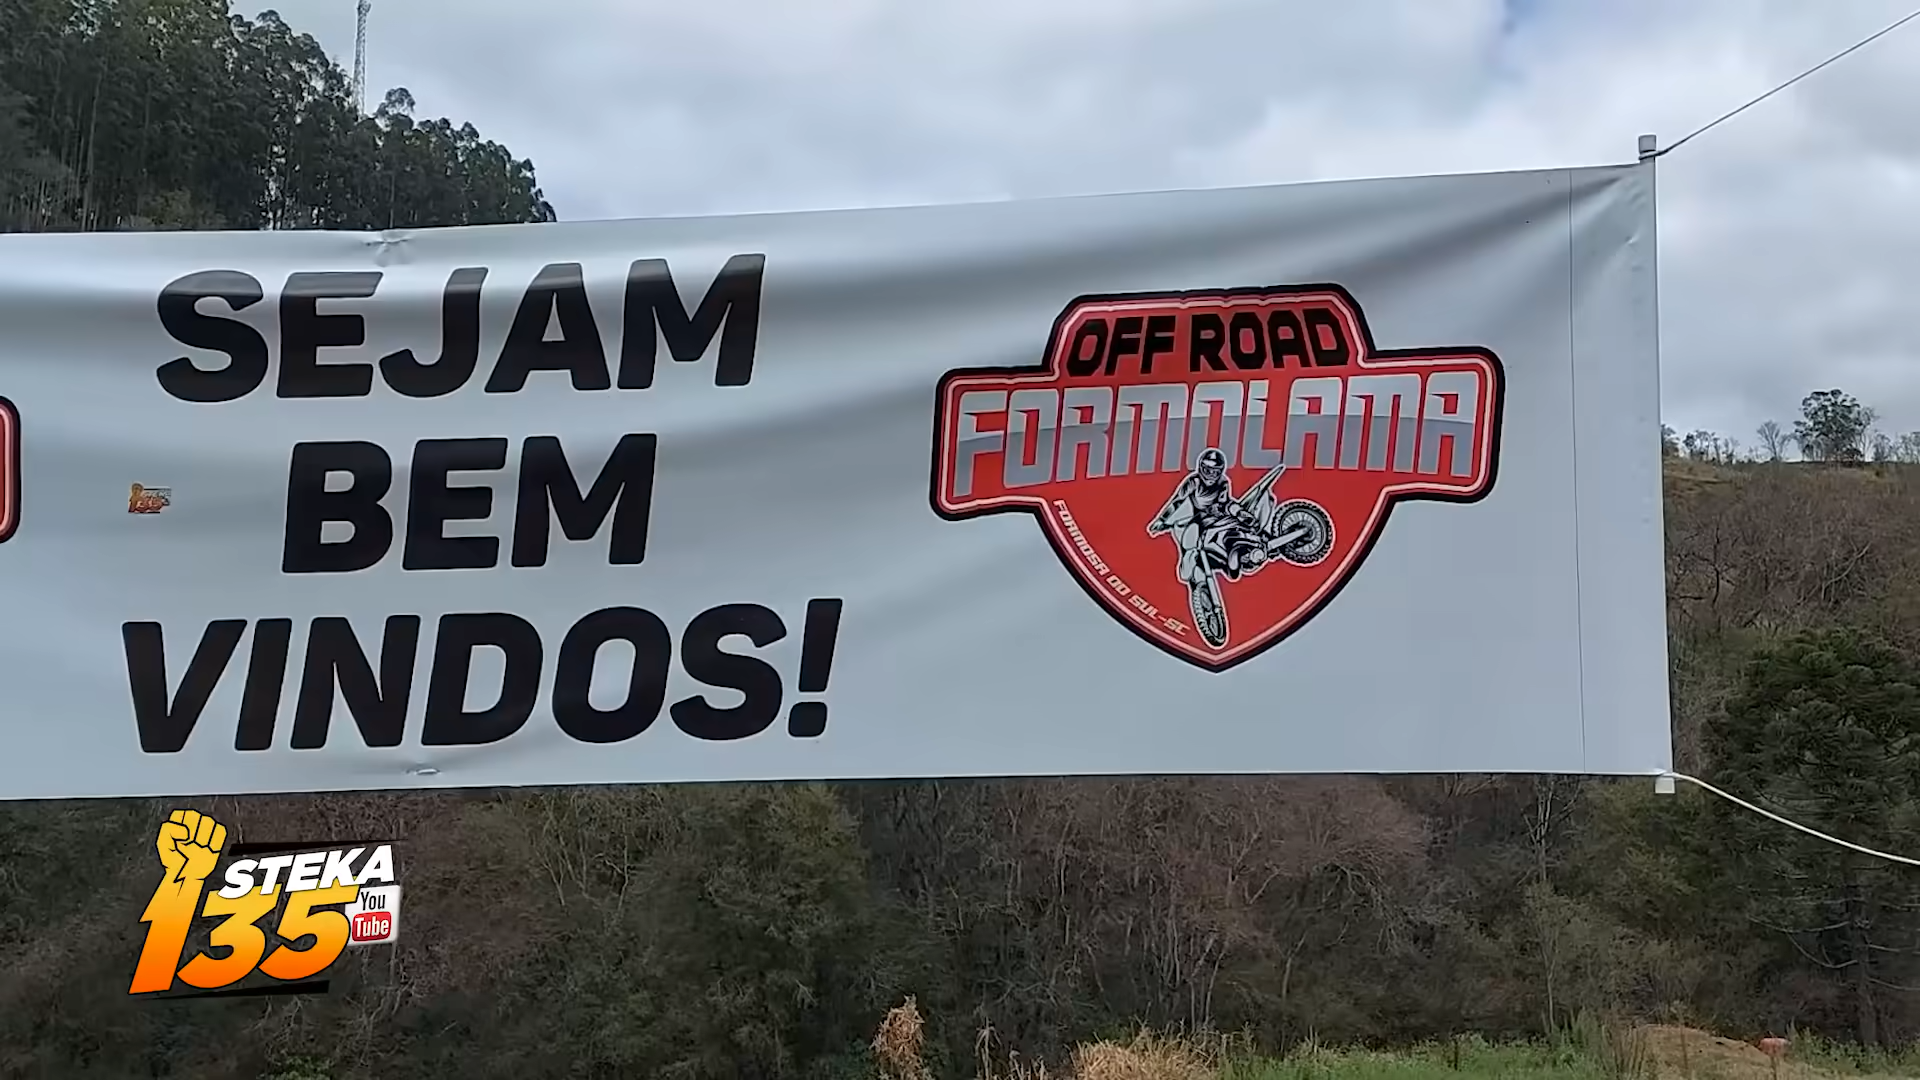 SEJAM
BEM
VINDOS!
OFF ROAD
FORMOLAMA
FORMOSA DO SUL-SC
STEKA
135
You
Tube